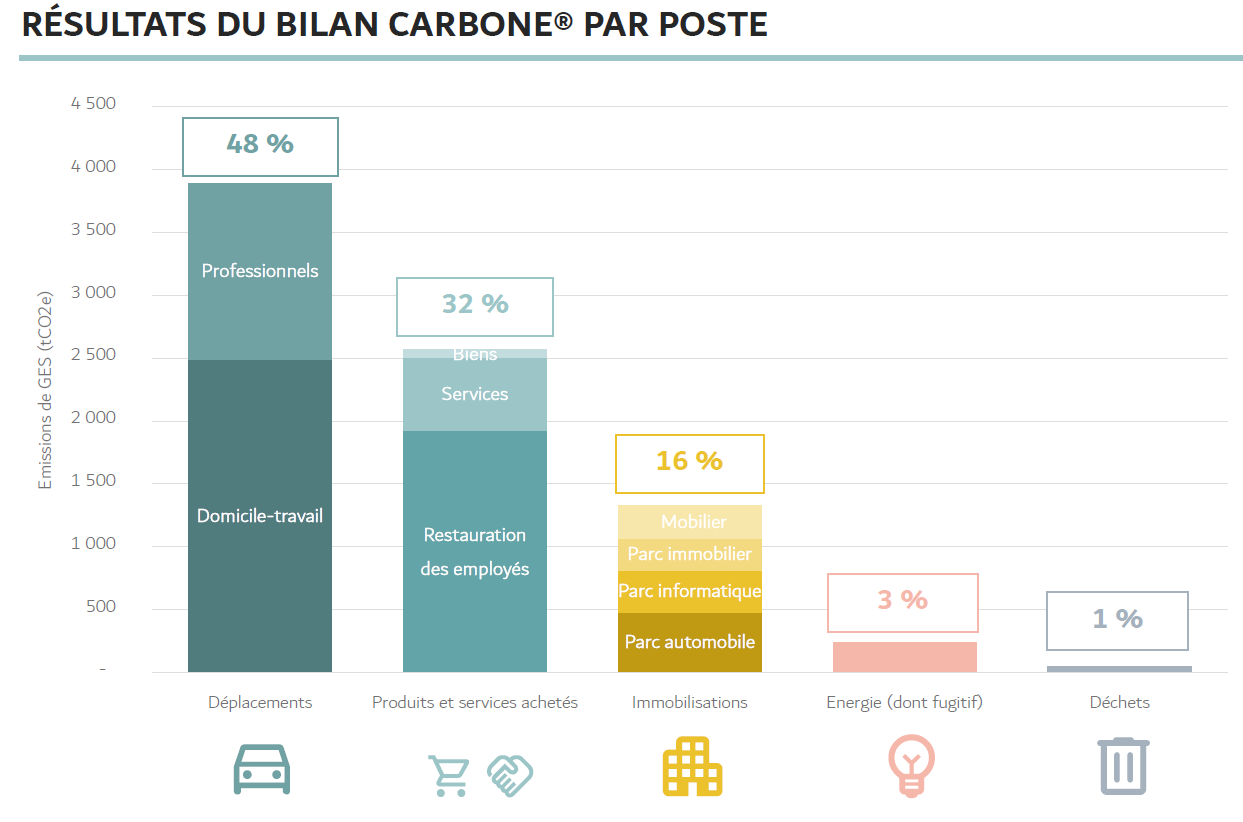 RÉSULTATS DU BILAN CARBONE® PAR POSTE
Emissions de GES (tCO2e)
4 500
4 000
3 500
3 000
2 500
2 000
1 500
1 000
500
-
48 %
Professionnels
Domicile-travail
32 %
Biens
Services
Restauration
des employés
16 %
Mobilier
Parc immobilier
Parc informatique
Parc automobile
3 %
1 %
Déplacements
Produits et services achetés
Immobilisations
Energie (dont fugitif)
Déchets